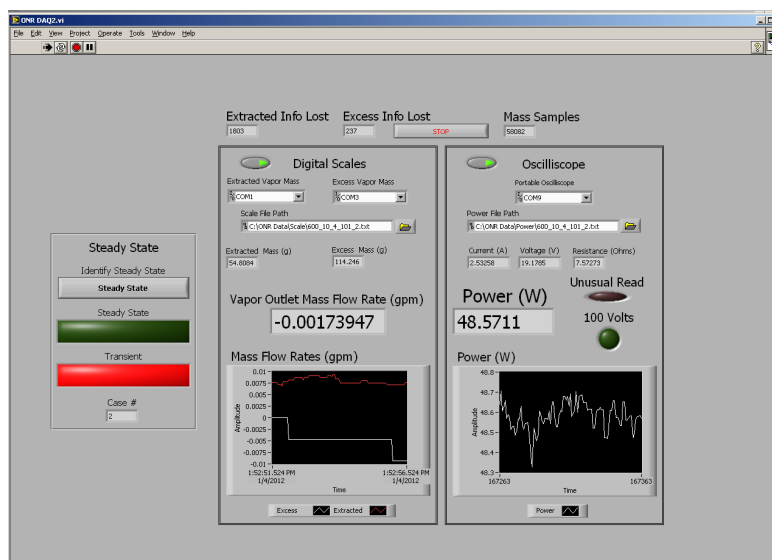 ONR DAQ2.vi
File Edit View Project Operate Tools Window Help
Extracted Info Lost Excess Info Lost Mass Samples
1803 237 STOP 58082
Digital Scales
Extracted Vapor Mass Excess Vapor Mass
COM1 COM3
Scale File Path
C:\ONR Data\Scale\600_10_4_101_2.txt
Extracted Mass (g) Excess Mass (g)
54.8084 114.246
Vapor Outlet Mass Flow Rate (gpm)
-0.00173947
Mass Flow Rates (gpm)
0.01
0.0075
0.005
0.0025
0
-0.0025
-0.005
-0.0075
-0.01
Amplitude
1:52:51.524 PM 1:52:56.524 PM
1/4/2012 1/4/2012
Time
Excess Extracted
Oscilliscope
Portable Oscilliscope
COM9
Power File Path
C:\ONR Data\Power\600_10_4_101_2.txt
Current (A) Voltage (V) Resistance (Ohms)
2.53258 19.1785 7.57273
Power (W) Unusual Read
48.5711 100 Volts
Power (W)
48.8
48.7
48.6
48.5
48.4
48.3
Amplitude
167263 167363
Time
Power
Steady State
Identify Steady State
Steady State
Steady State
Transient
Case #
2